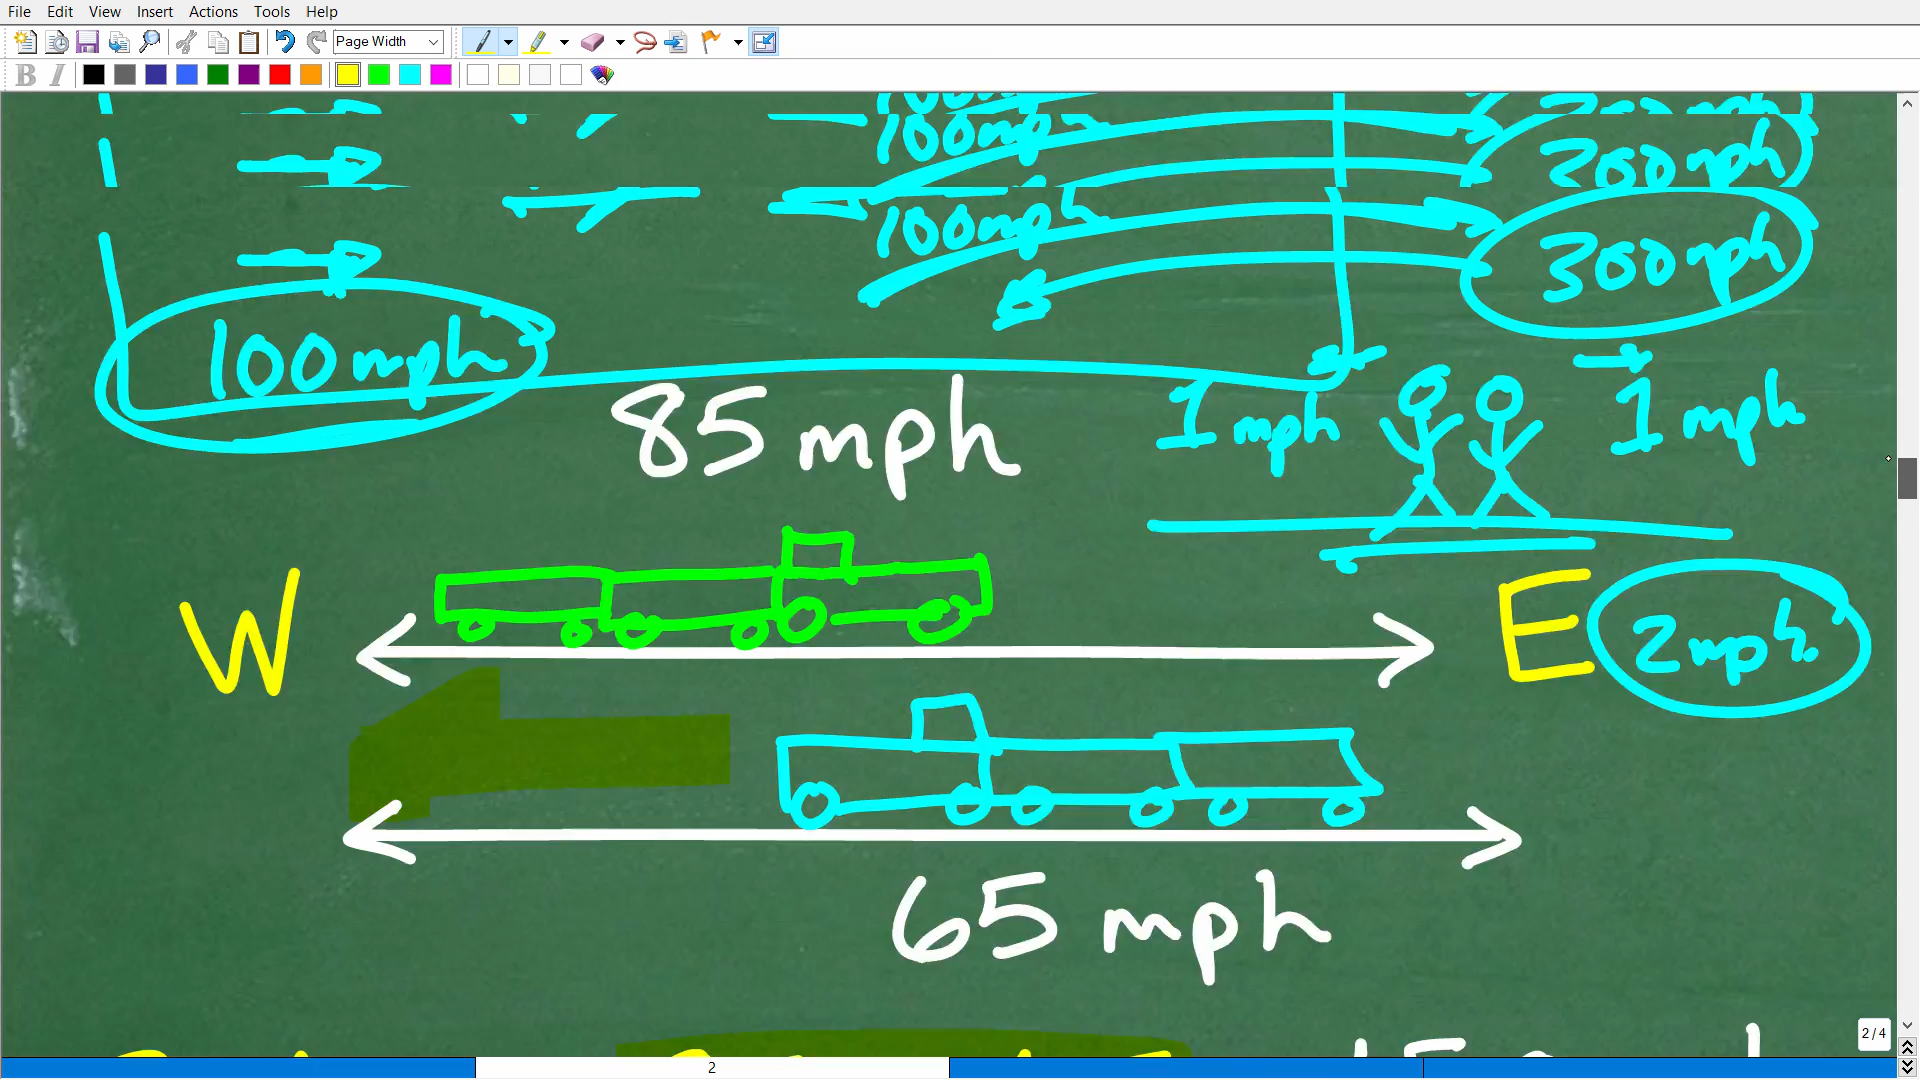 File Edit View Insert Actions Tools Help
Page Width
B I
100mph
200mph
100mph
300mph
100mph
85 mph
1 mph
1 mph
W
E
2mph
65 mph
2/4
2